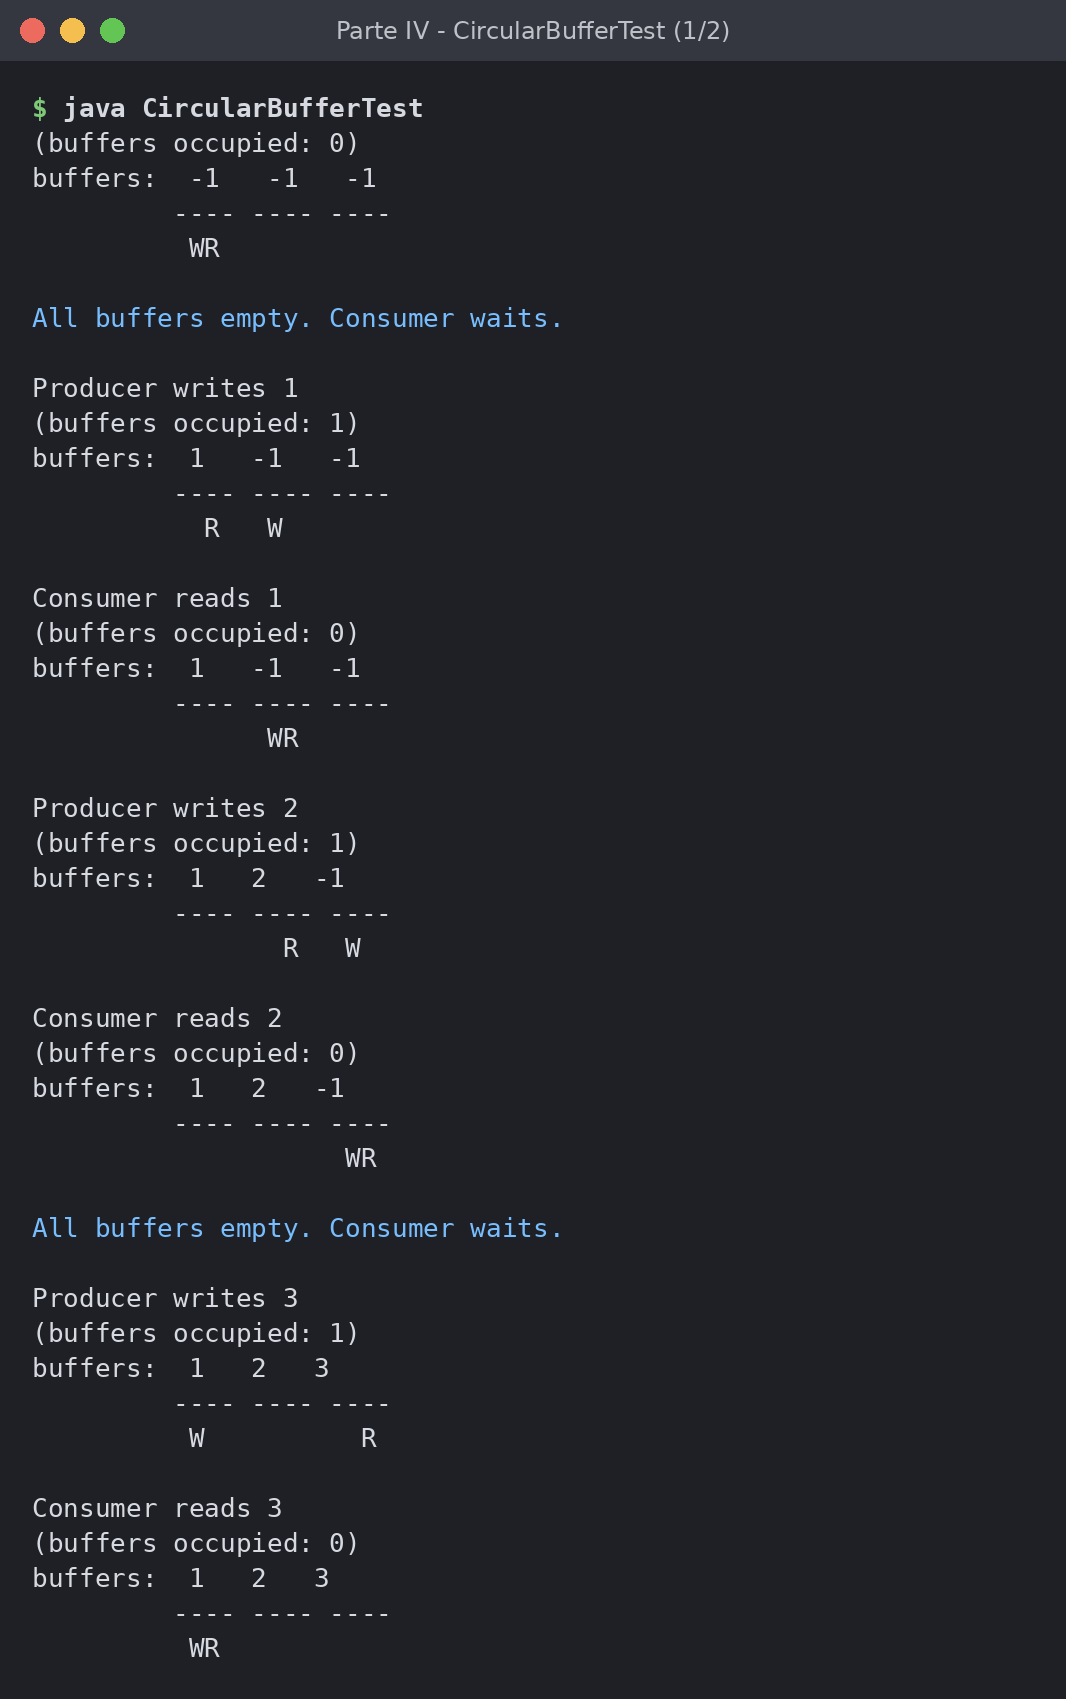 Parte IV - CircularBufferTest (1/2)
$ java CircularBufferTest
(buffers occupied: 0)
buffers:  -1   -1   -1
         ---- ---- ----
          WR

All buffers empty. Consumer waits.

Producer writes 1
(buffers occupied: 1)
buffers:  1   -1   -1
         ---- ---- ----
           R   W

Consumer reads 1
(buffers occupied: 0)
buffers:  1   -1   -1
         ---- ---- ----
               WR

Producer writes 2
(buffers occupied: 1)
buffers:  1   2   -1
         ---- ---- ----
                R   W

Consumer reads 2
(buffers occupied: 0)
buffers:  1   2   -1
         ---- ---- ----
                    WR

All buffers empty. Consumer waits.

Producer writes 3
(buffers occupied: 1)
buffers:  1   2   3
         ---- ---- ----
          W          R

Consumer reads 3
(buffers occupied: 0)
buffers:  1   2   3
         ---- ---- ----
          WR